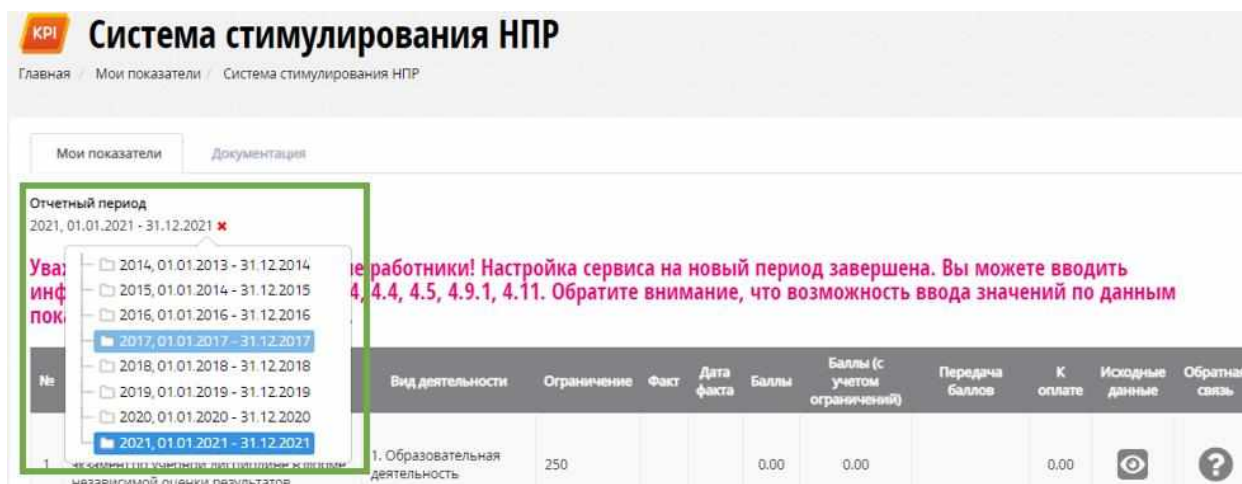 KPI
Система стимулирования НПР
Главная / Мои показатели / Система стимулирования НПР
Мои показатели
Документация
Отчетный период
2021, 01.01.2021 - 31.12.2021
2014, 01.01.2013 - 31.12.2014
2015, 01.01.2014 - 31.12.2015
2016, 01.01.2016 - 31.12.2016
2017, 01.01.2017 - 31.12.2017
2018, 01.01.2018 - 31.12.2018
2019, 01.01.2019 - 31.12.2019
2020, 01.01.2020 - 31.12.2020
2021, 01.01.2021 - 31.12.2021
работники! Настройка сервиса на новый период завершена. Вы можете вводить
4.4, 4.5, 4.9.1, 4.11. Обратите внимание, что возможность ввода значений по данным
№ Вид деятельности Ограничение Факт Дата факта Баллы Баллы (с учетом ограничений) Передача баллов К оплате Исходные данные Обратная связь
1 1. Образовательная деятельность 250 0.00 0.00 0.00
независимой оценки результатов